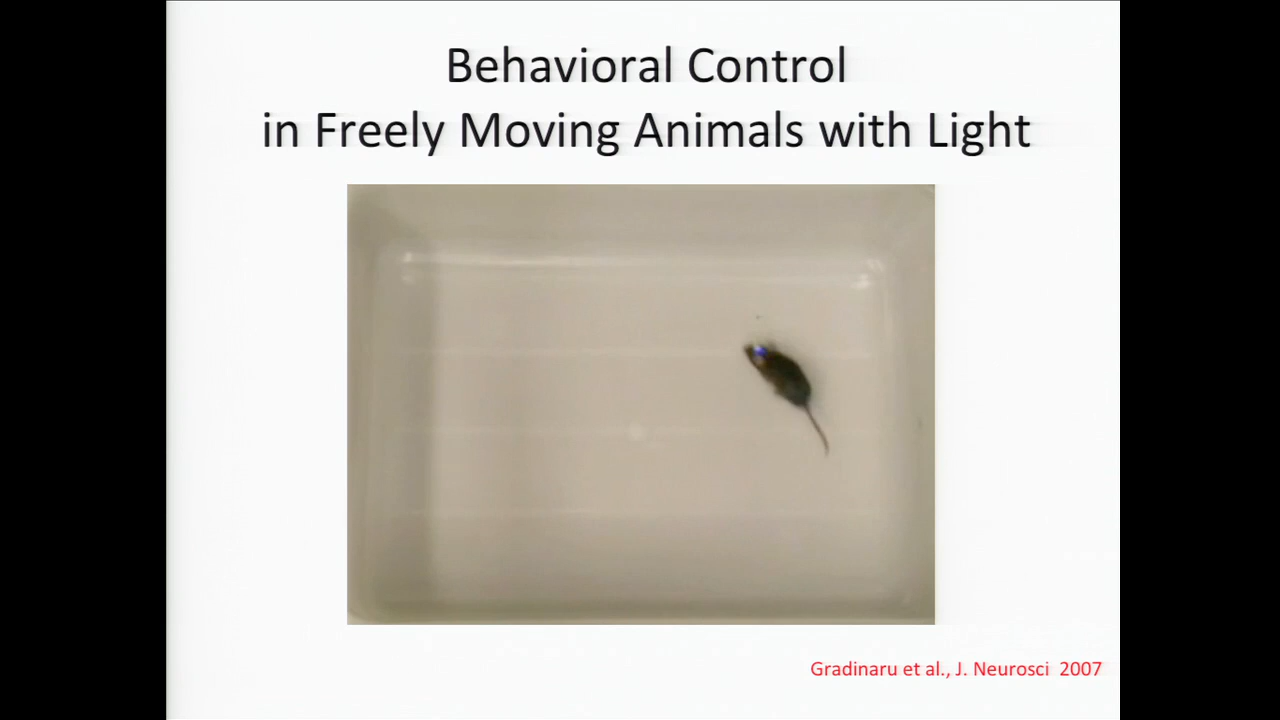 Behavioral Control
in Freely Moving Animals with Light
Gradinaru et al., J. Neurosci 2007